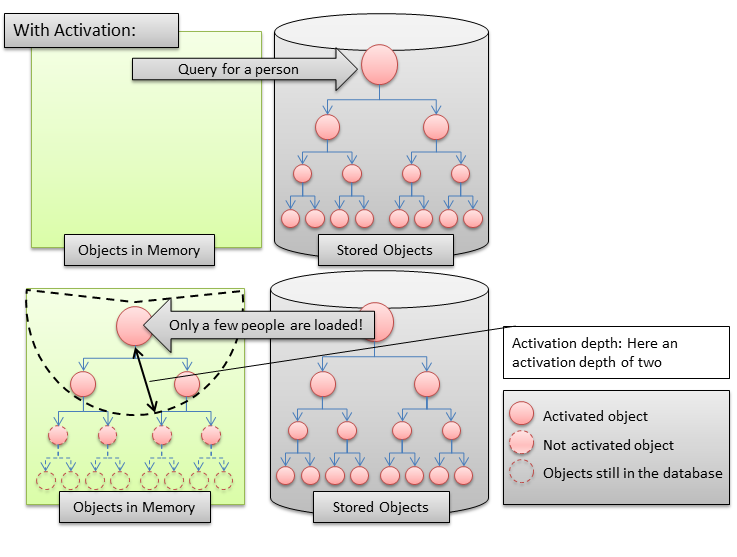 With Activation:
Query for a person
Objects in Memory
Stored Objects
Only a few people are loaded!
Activation depth: Here an
activation depth of two
Activated object
Not activated object
Objects still in the database
Objects in Memory
Stored Objects